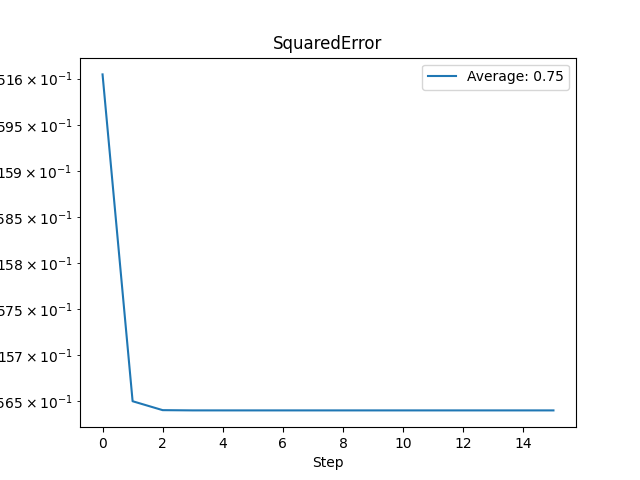 SquaredError
Average: 0.75
516 × 10⁻¹
595 × 10⁻¹
159 × 10⁻¹
585 × 10⁻¹
158 × 10⁻¹
575 × 10⁻¹
157 × 10⁻¹
565 × 10⁻¹
0 2 4 6 8 10 12 14
Step